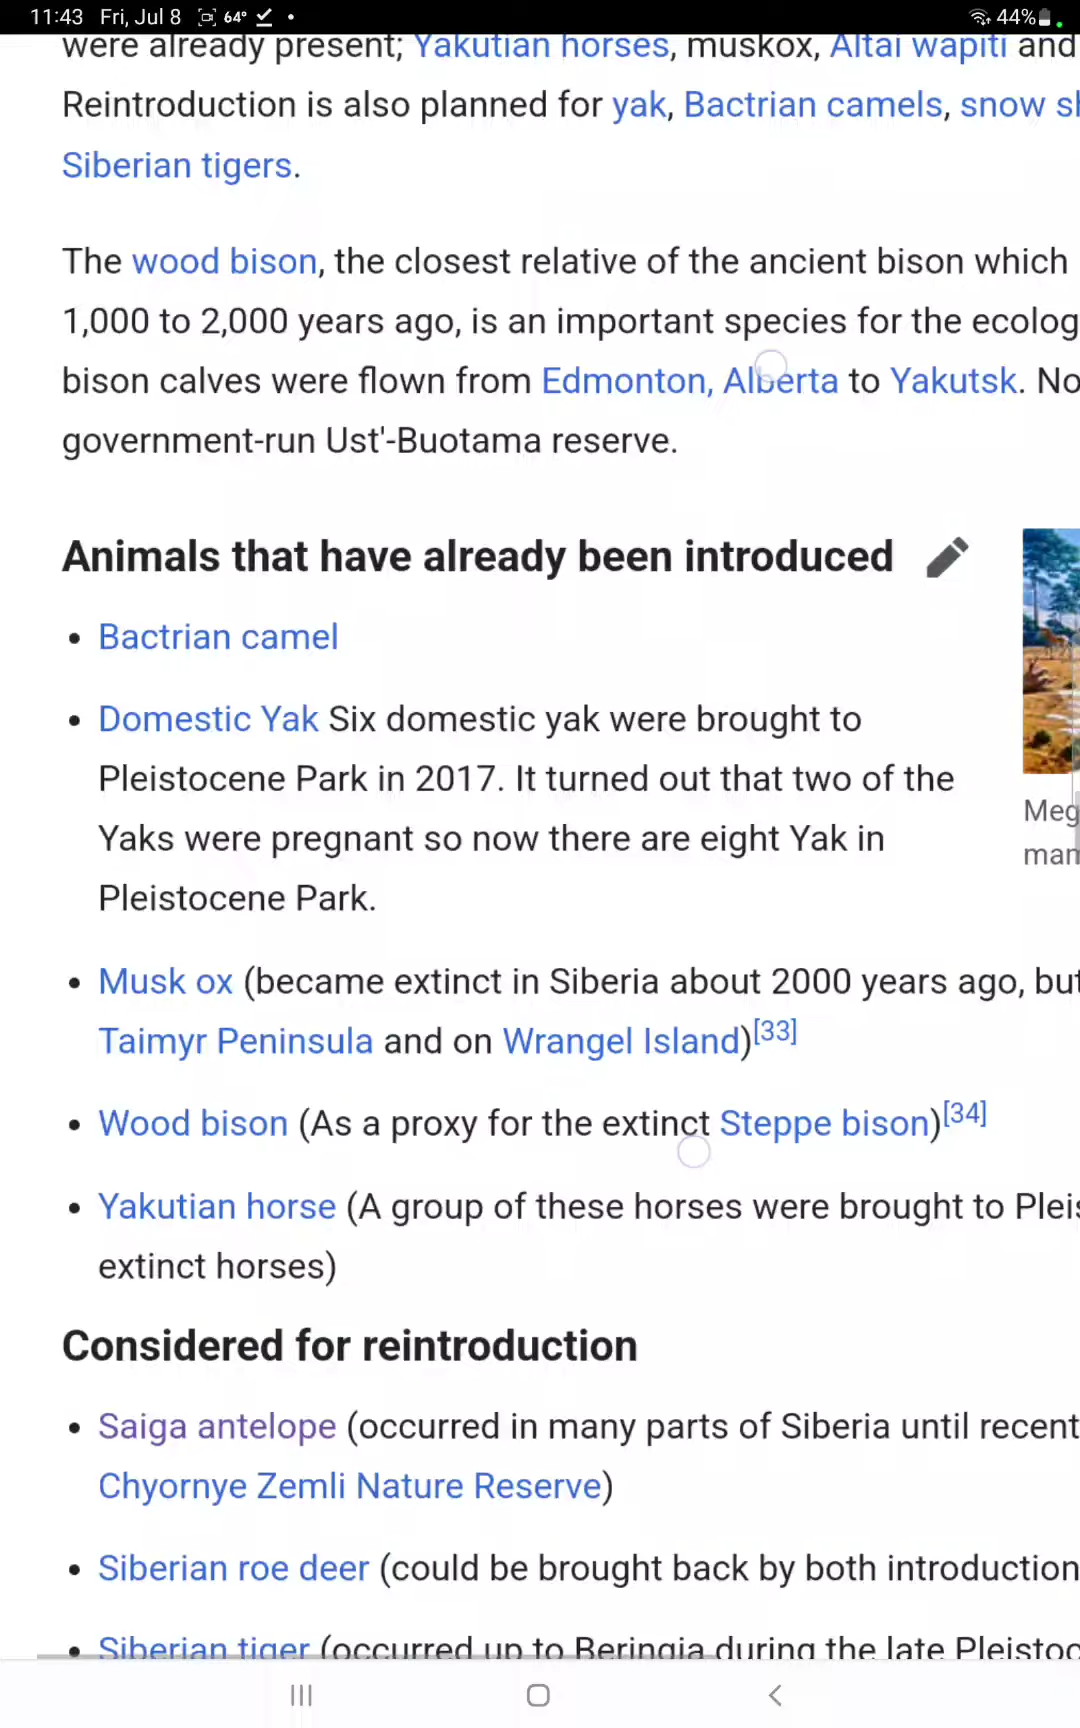 11:43 Fri, Jul 8 64° 44%
were already present; Yakutian horses, muskox, Altai wapiti and
Reintroduction is also planned for yak, Bactrian camels, snow
Siberian tigers.
The wood bison, the closest relative of the ancient bison which
1,000 to 2,000 years ago, is an important species for the ecolog
bison calves were flown from Edmonton, Alberta to Yakutsk. No
government-run Ust'-Buotama reserve.
Animals that have already been introduced
• Bactrian camel
• Domestic Yak Six domestic yak were brought to
Pleistocene Park in 2017. It turned out that two of the
Yaks were pregnant so now there are eight Yak in
Pleistocene Park.
Meg
mam
• Musk ox (became extinct in Siberia about 2000 years ago, but
Taimyr Peninsula and on Wrangel Island)[33]
• Wood bison (As a proxy for the extinct Steppe bison)[34]
• Yakutian horse (A group of these horses were brought to Pleis
extinct horses)
Considered for reintroduction
• Saiga antelope (occurred in many parts of Siberia until recent
Chyornye Zemli Nature Reserve)
• Siberian roe deer (could be brought back by both introduction
• Siberian tiger (occurred up to Beringia during the late Pleistoc